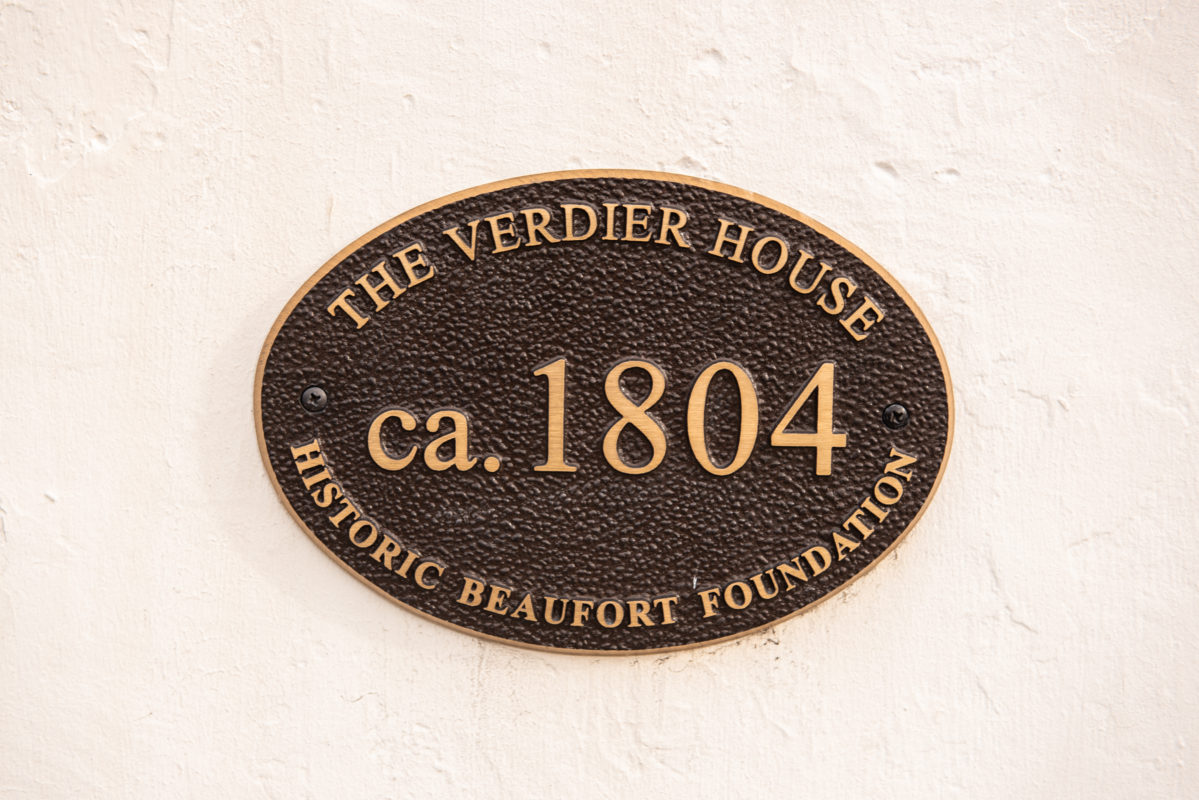 THE VERDIER HOUSE
ca. 1804
HISTORIC BEAUFORT FOUNDATION